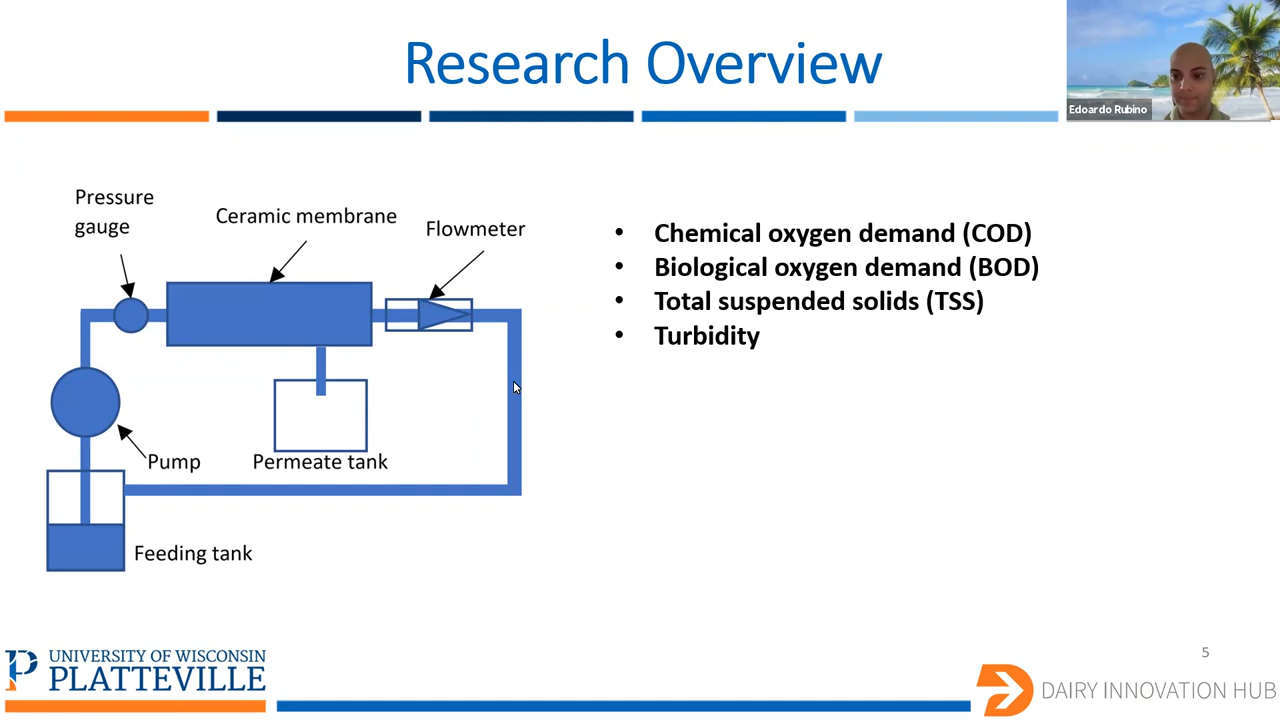 Research Overview
Edoardo Rubino
Pressure
gauge
Ceramic membrane
Flowmeter
• Chemical oxygen demand (COD)
• Biological oxygen demand (BOD)
• Total suspended solids (TSS)
• Turbidity
Pump
Permeate tank
Feeding tank
5
UNIVERSITY OF WISCONSIN
PLATTEVILLE
DAIRY INNOVATION HUB